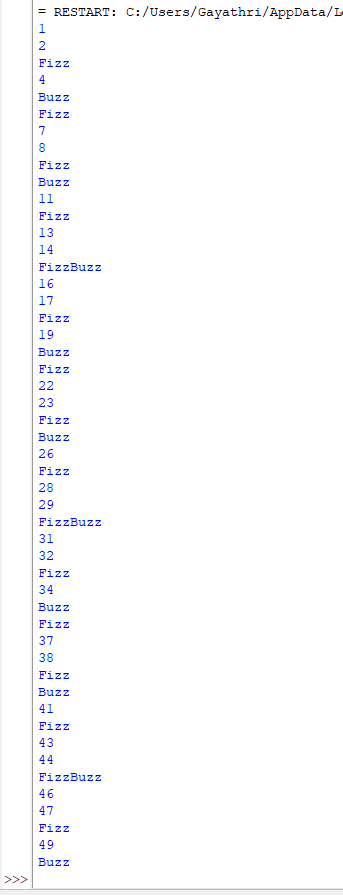 = RESTART: C:/Users/Gayathri/AppData/L
1
2
Fizz
4
Buzz
Fizz
7
8
Fizz
Buzz
11
Fizz
13
14
FizzBuzz
16
17
Fizz
19
Buzz
Fizz
22
23
Fizz
Buzz
26
Fizz
28
29
FizzBuzz
31
32
Fizz
34
Buzz
Fizz
37
38
Fizz
Buzz
41
Fizz
43
44
FizzBuzz
46
47
Fizz
49
Buzz
>>>